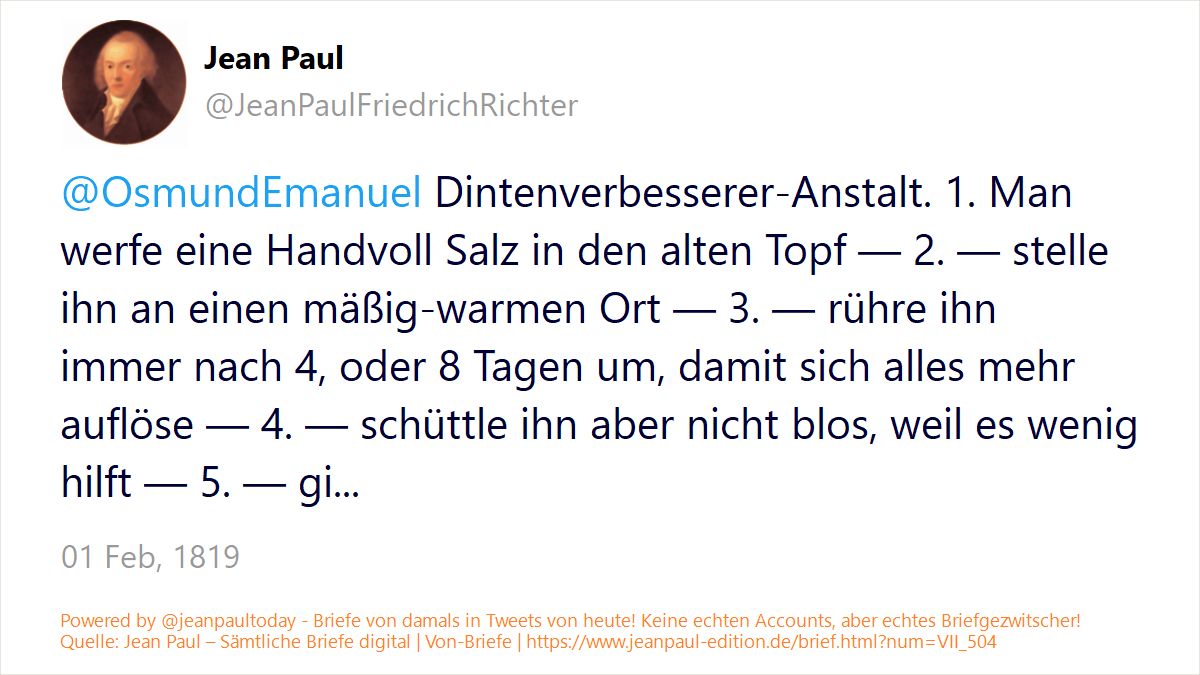 Jean Paul
@JeanPaulFriedrichRichter
@OsmundEmanuel Dintenverbesserer-Anstalt. 1. Man
werfe eine Handvoll Salz in den alten Topf — 2. — stelle
ihn an einen mäßig-warmen Ort — 3. — rühre ihn
immer nach 4, oder 8 Tagen um, damit sich alles mehr
auflöse — 4. — schüttle ihn aber nicht blos, weil es wenig
hilft — 5. — gi...
01 Feb, 1819
Powered by @jeanpaultoday - Briefe von damals in Tweets von heute! Keine echten Accounts, aber echtes Briefgezwitscher!
Quelle: Jean Paul – Sämtliche Briefe digital | Von-Briefe | https://www.jeanpaul-edition.de/brief.html?num=VII_504